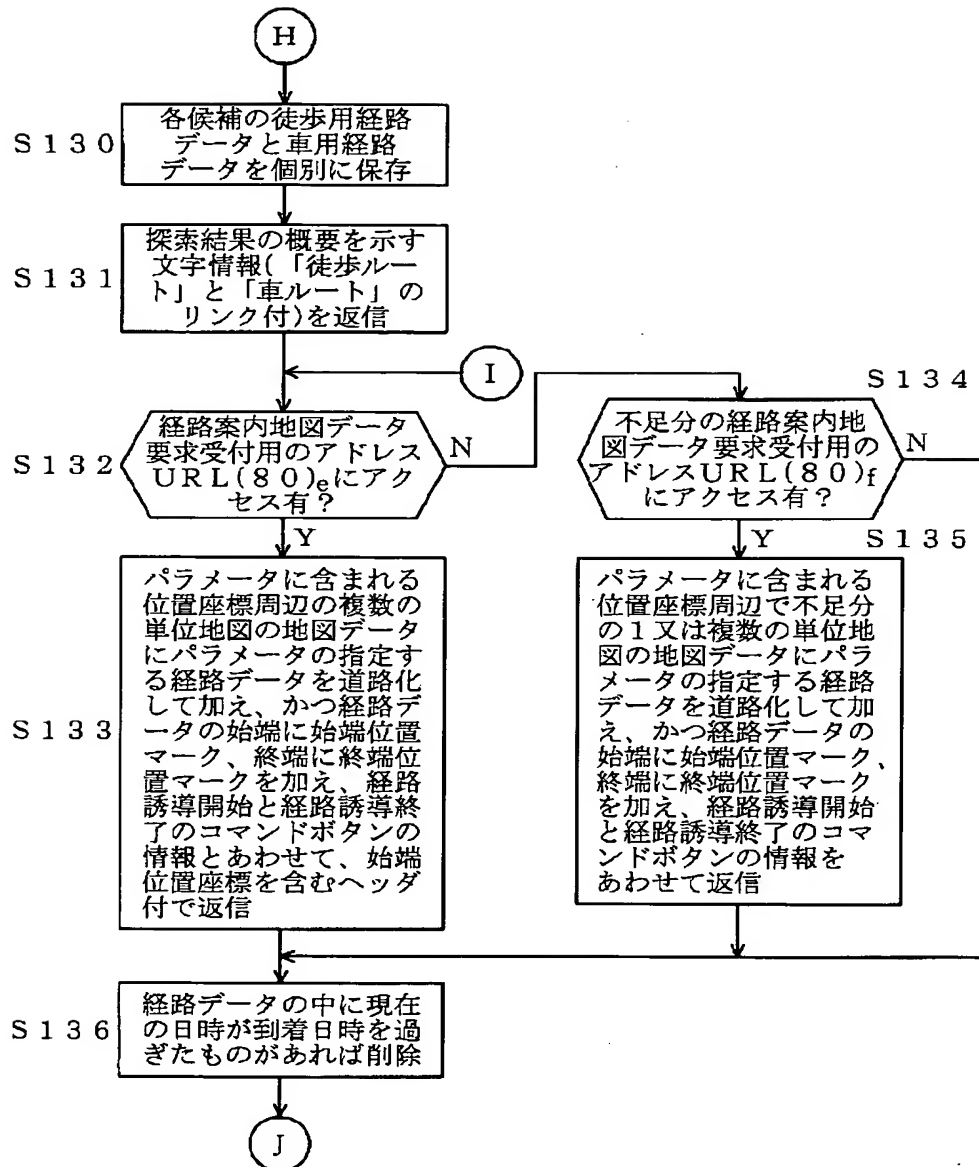 H
S130
各候補の徒歩用経路
データと車用経路
データを個別に保存
S131
探索結果の概要を示す
文字情報(「徒歩ルー
ト」と「車ルート」の
リンク付)を返信
I
S132
経路案内地図データ
要求受付用のアドレス
URL(80)eにアク
セス有?
N
Y
S134
不足分の経路案内地
図データ要求受付用の
アドレスURL(80)f
にアクセス有?
N
Y
S133
パラメータに含まれる
位置座標周辺の複数の
単位地図の地図データ
にパラメータの指定す
る経路データを道路化
して加え、かつ経路デ
ータの始端に始端位置
マーク、終端に終端位
置マークを加え、経路
誘導開始と経路誘導終
了のコマンドボタンの
情報とあわせて、始端
位置座標を含むヘッダ
付で返信
S135
パラメータに含まれる
位置座標周辺で不足分
の1又は複数の単位地
図の地図データにパラ
メータの指定する経路
データを道路化して加
え、かつ経路データの
始端に始端位置マーク、
終端に終端位置マーク
を加え、経路誘導開始
と経路誘導終了のコマ
ンドボタンの情報を
あわせて返信
S136
経路データの中に現在
の日時が到着日時を過
ぎたものがあれば削除
J